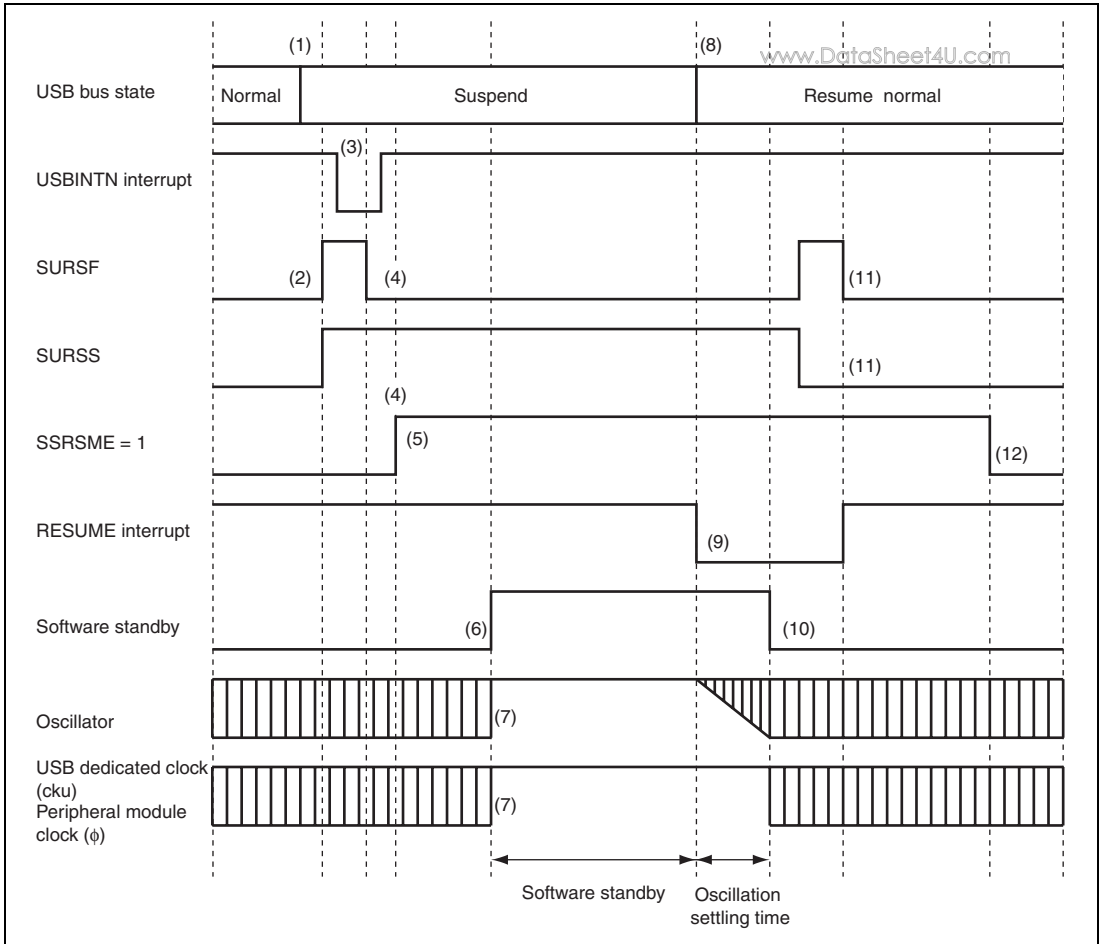 (1)
(8)
www.DataSheet4U.com
USB bus state
Normal
Suspend
Resume normal
(3)
USBINTN interrupt
SURSF
(2)
(4)
(11)
SURSS
(11)
(4)
SSRSME = 1
(5)
(12)
RESUME interrupt
(9)
Software standby
(6)
(10)
Oscillator
(7)
USB dedicated clock
(cku)
Peripheral module
clock (ϕ)
(7)
Software standby
Oscillation
settling time